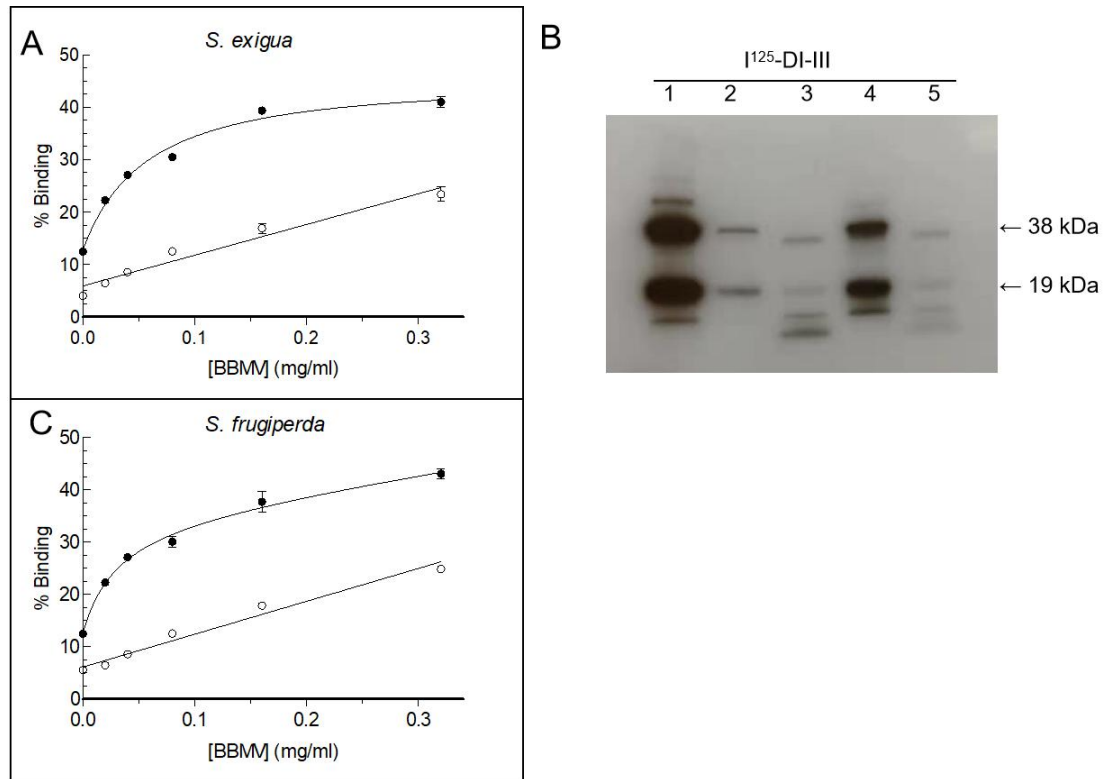 A
S. exigua
50
40
30
20
10
0
% Binding
0.0 0.1 0.2 0.3
[BBMV] (mg/ml)
B
I¹²⁵-DI-III
1 2 3 4 5
← 38 kDa
← 19 kDa
C
S. frugiperda
50
40
30
20
10
0
% Binding
0.0 0.1 0.2 0.3
[BBMV] (mg/ml)